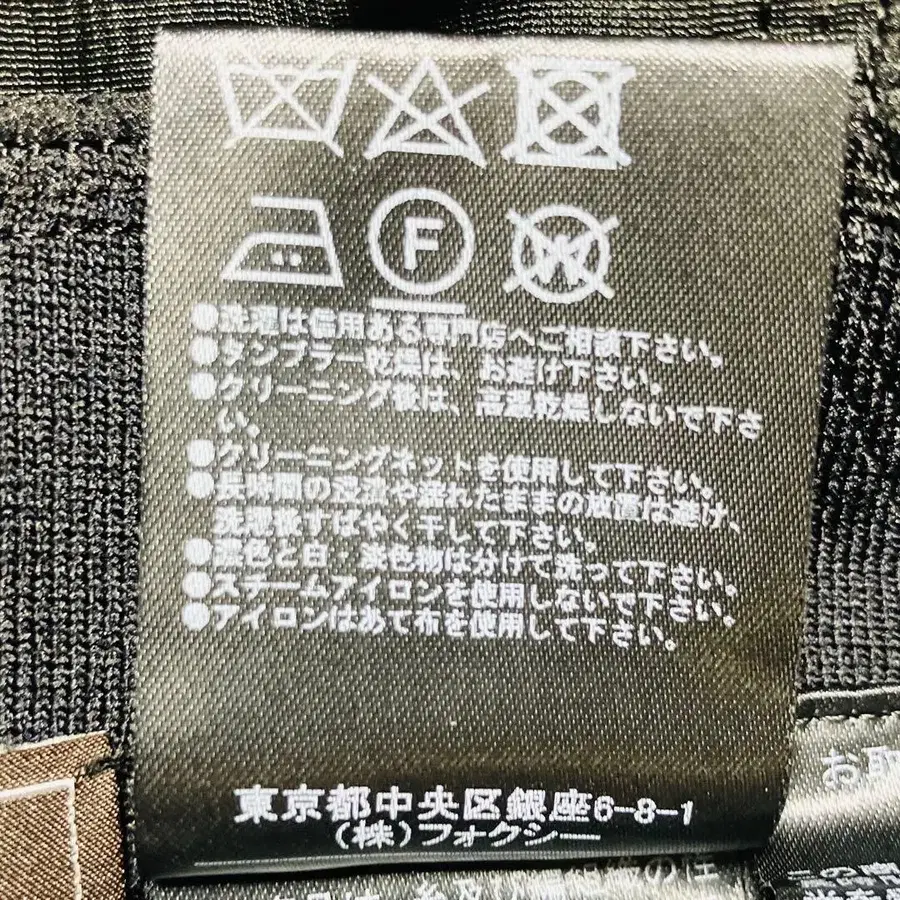 F
W
●洗濯は信用ある専門店へご相談下さい。
●タンブラー乾燥は、お避け下さい。
●クリーニング後は、高温乾燥しないで下さ
い。
●クリーニングネットを使用して下さい。
●長時間の浸漬や濡れたままの放置は避け、
洗濯後すばやく干して下さい。
●濃色と白・淡色物は分けて洗って下さい。
●スチームアイロンを使用しないで下さい。
●アイロンはあて布を使用して下さい。
東京都中央区銀座6-8-1
(株)フォクシー
お取
この